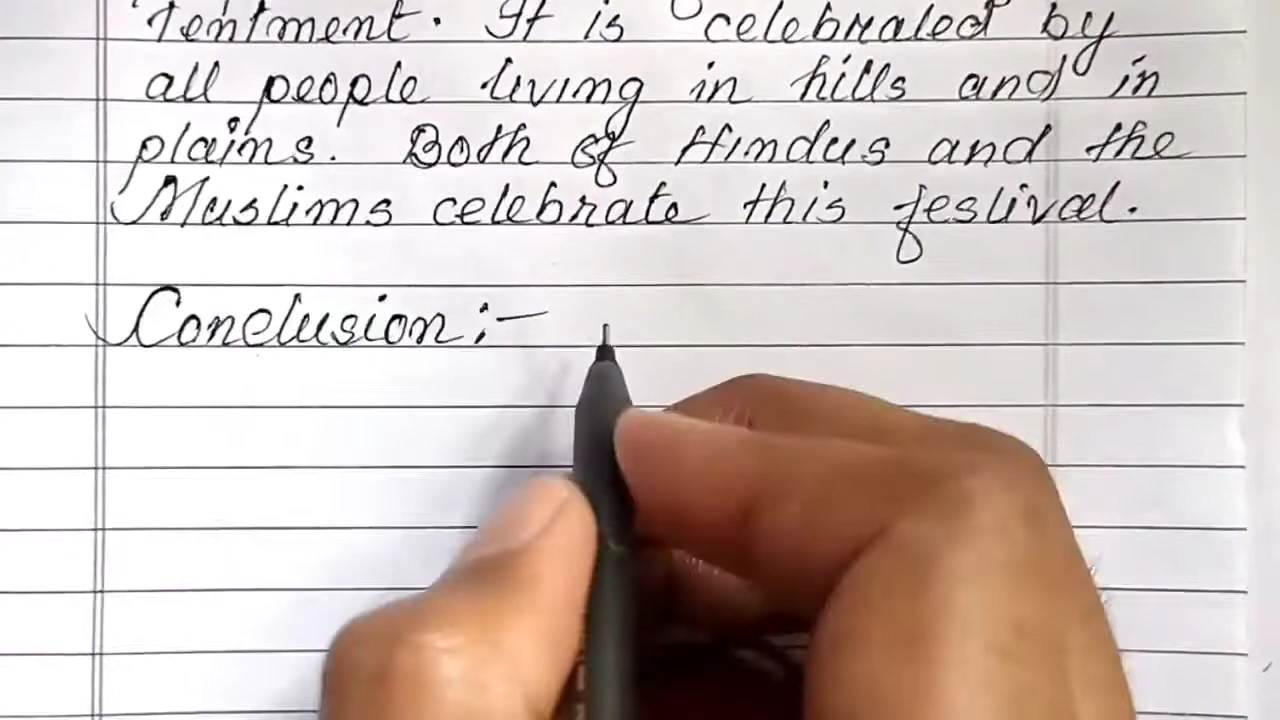 It is celebrated by
all people living in hills and in
plains. Both of Hindus and the
Muslims celebrate this festival.
Conclusion :-